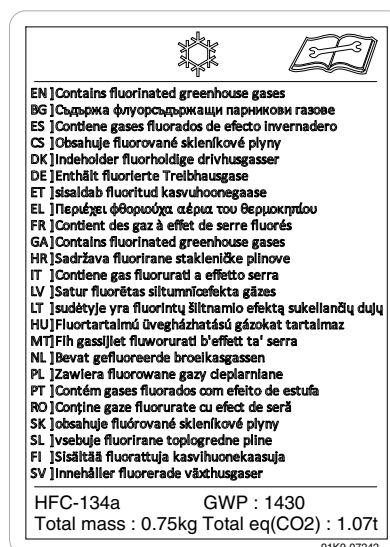 EN ]Contains fluorinated greenhouse gases
BG ]Съдържа флуорсъдържащи парникови газове
ES ]Contiene gases fluorados de efecto invernadero
CS ]Obsahuje fluorované skleníkové plyny
DK ]Indeholder fluorholdige drivhusgasser
DE ]Enthält fluorierte Treibhausgase
ET ]sisaldab fluoritud kasvuhoonegaase
EL ]Περιέχει φθοριούχα αέρια του θερμοκηπίου
FR ]Contient des gaz à effet de serre fluorés
GA]Contains fluorinated greenhouse gases
HR]Sadržava fluorirane stakleničke plinove
IT ]Contiene gas fluorurati a effetto serra
LV ]Satur fluorētas siltumnīcefekta gāzes
LT ]sudėtyje yra fluorintų šiltnamio efektą sukeliančių dujų
HU]Fluortartalmú üvegházhatású gázokat tartalmaz
MT]Fih gassijiet fluworurati b'effett ta' serra
NL ]Bevat gefluoreerde broeikasgassen
PL ]Zawiera fluorowane gazy cieplarniane
PT ]Contém gases fluorados com efeito de estufa
RO]Conține gaze fluorurate cu efect de seră
SK ]obsahuje fluórované skleníkové plyny
SL ]vsebuje fluorirane toplogredne pline
FI ]Sisältää fluorattuja kasvihuonekaasuja
SV ]Innehåller fluorerade växthusgaser
HFC-134a GWP : 1430
Total mass : 0.75kg Total eq(CO2) : 1.07t